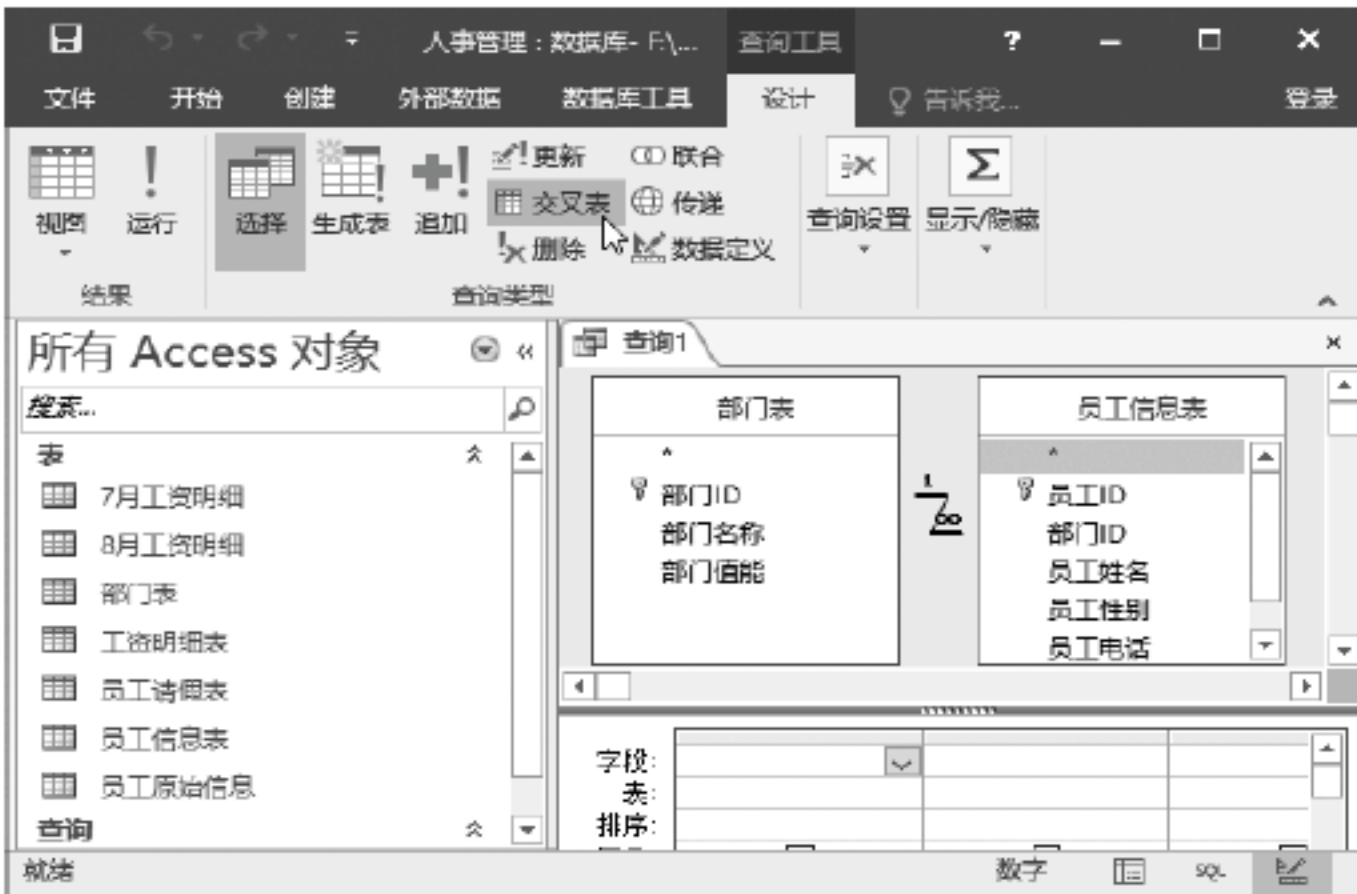 人事管理：数据库- F:\... 查询工具 ?
文件 开始 创建 外部数据 数据库工具 设计 告诉我... 登录
更新 联合
视图 运行 选择 生成表 追加 交叉表 传递 查询设置 显示/隐藏
删除 数据定义
结果 查询类型
所有 Access 对象
搜索...
表
7月工资明细
8月工资明细
部门表
工资明细表
员工请假表
员工信息表
员工原始信息
查询
查询1
部门表
*
部门ID
部门名称
部门值能
1
∞
员工信息表
*
员工ID
部门ID
员工姓名
员工性别
员工电话
字段:
表:
排序:
就绪 数字 SQL